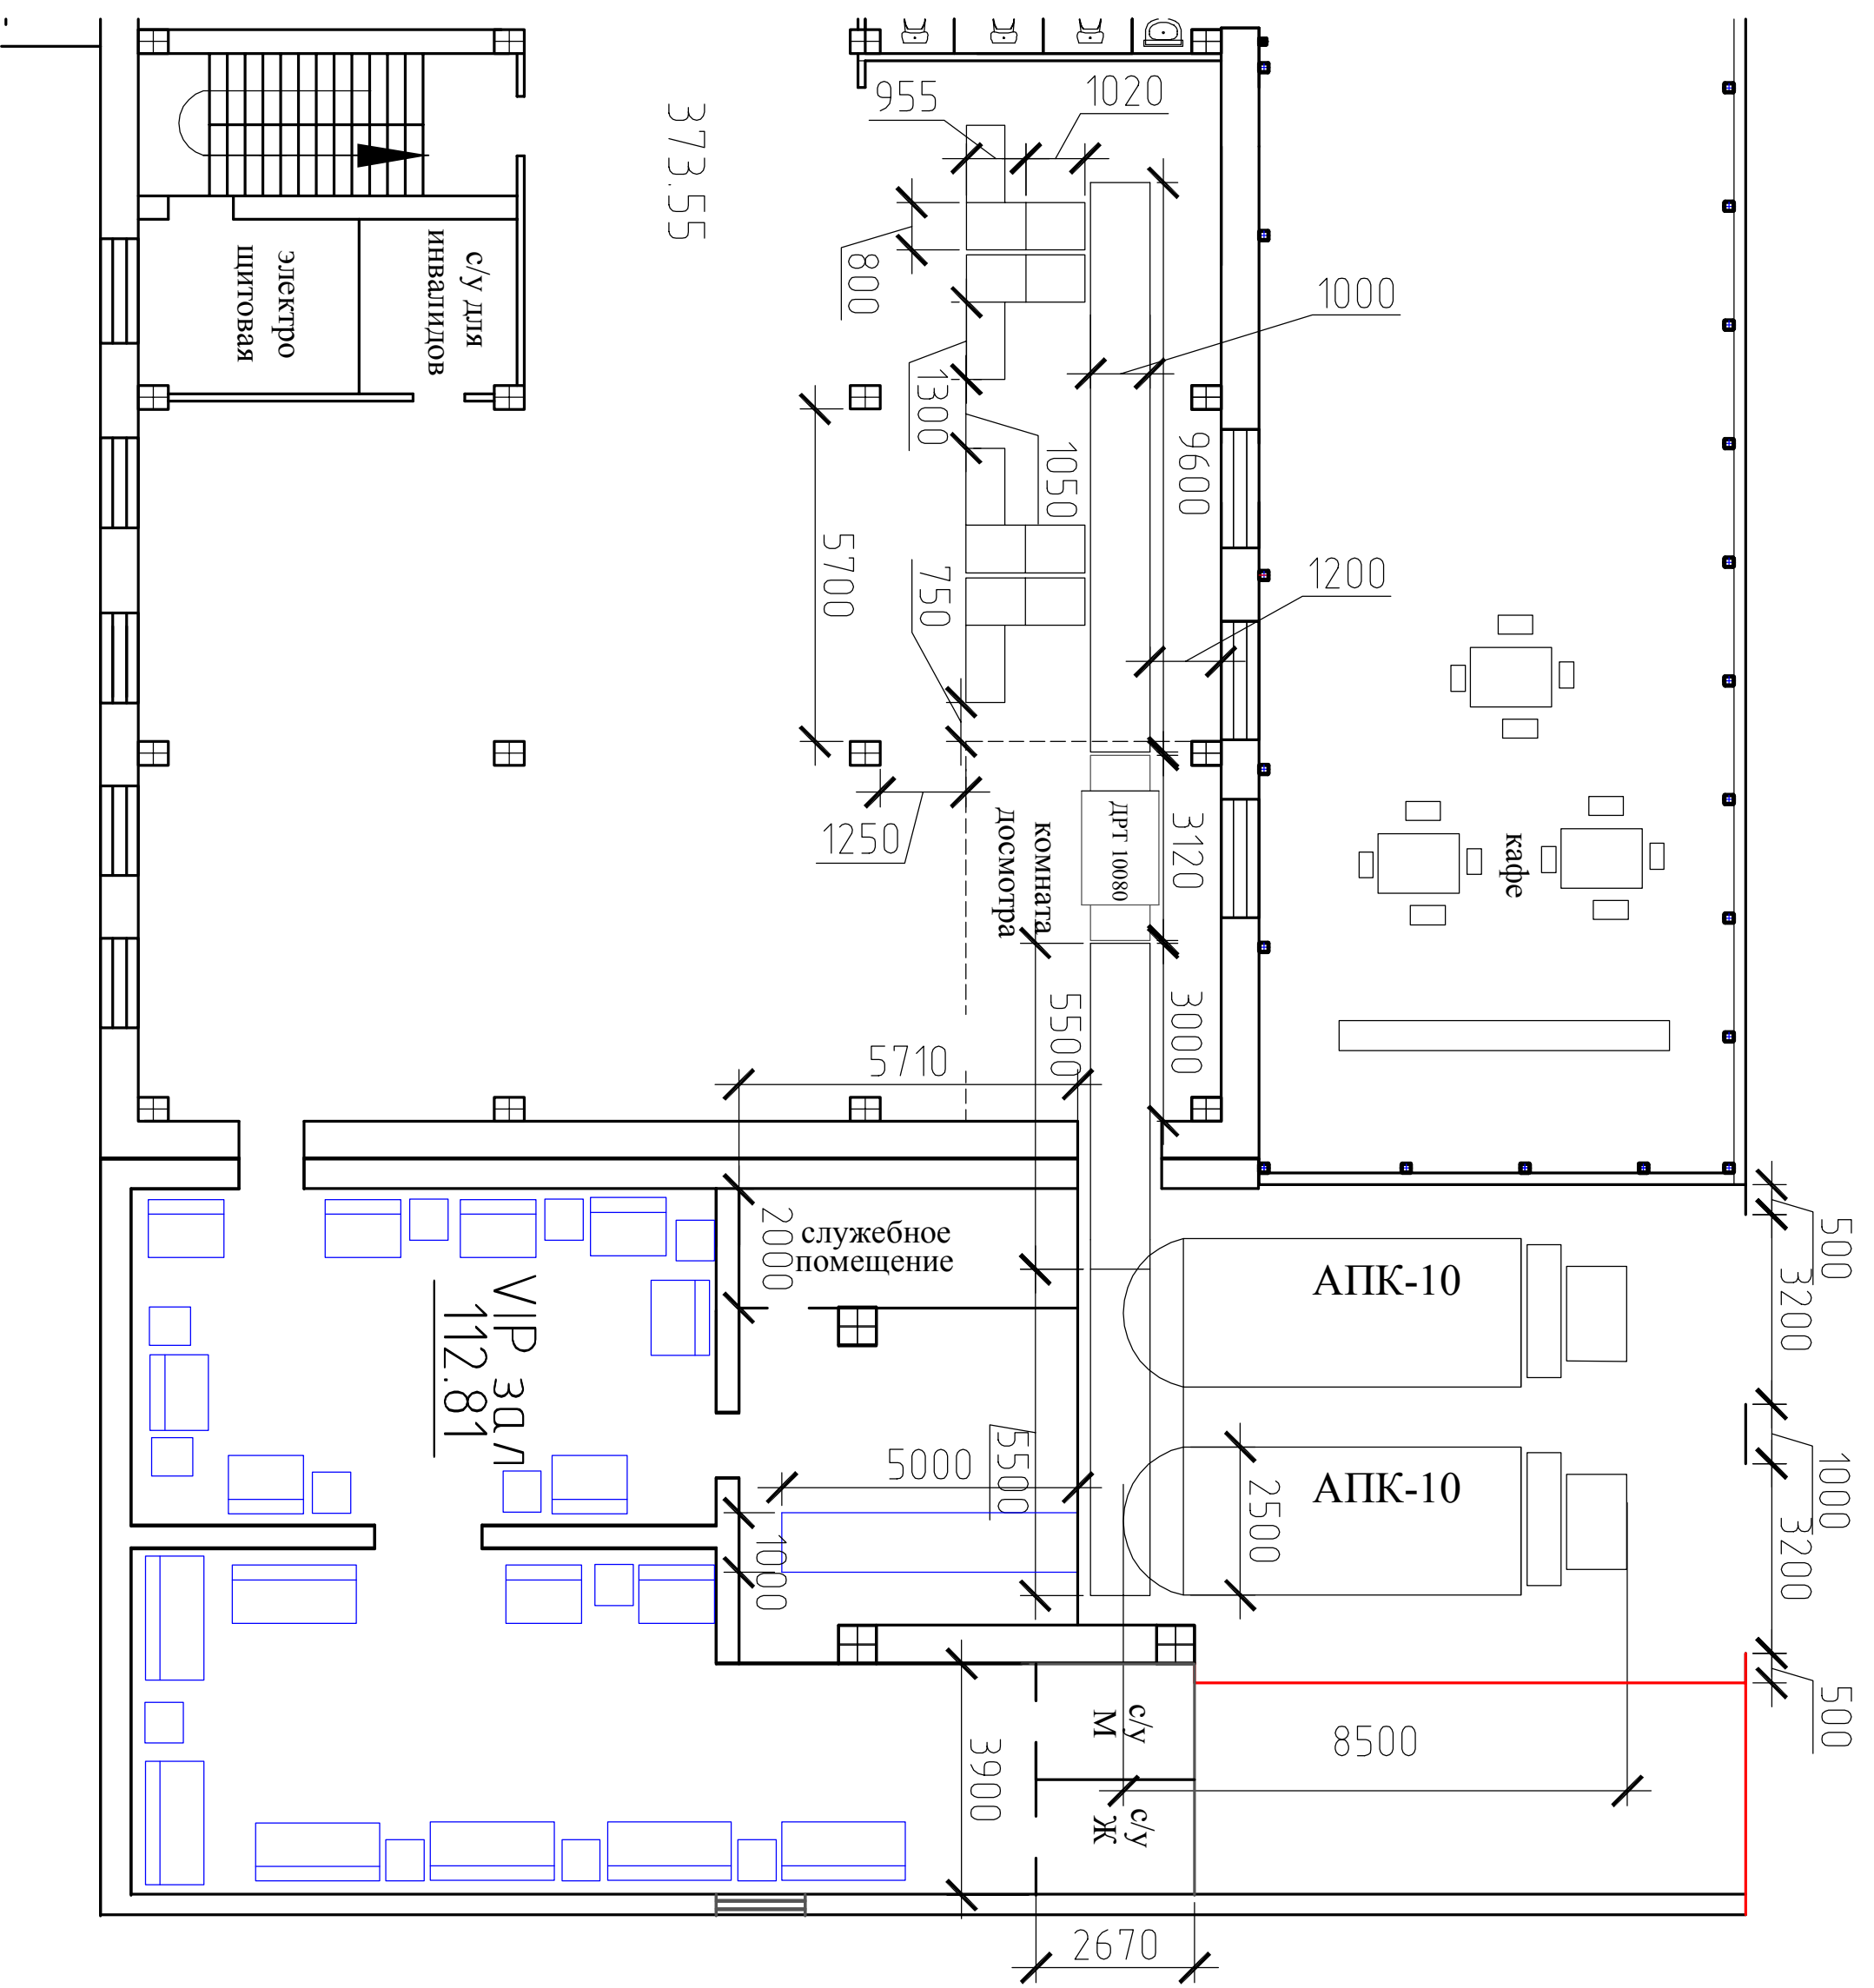 955
1020
373.55
с/у для
инвалидов
электро
щитовая
800
1000
1300
1050
9600
5700
750
1200
1250
комната
досмотра
ДРТ 10080
3120
кафе
5500
3000
5710
2000
служебное
помещение
АПК-10
500
3200
VIP зал
112.81
5000
5500
1000
2500
АПК-10
1000
3200
500
3900
с/у
М
с/у
Ж
8500
2670